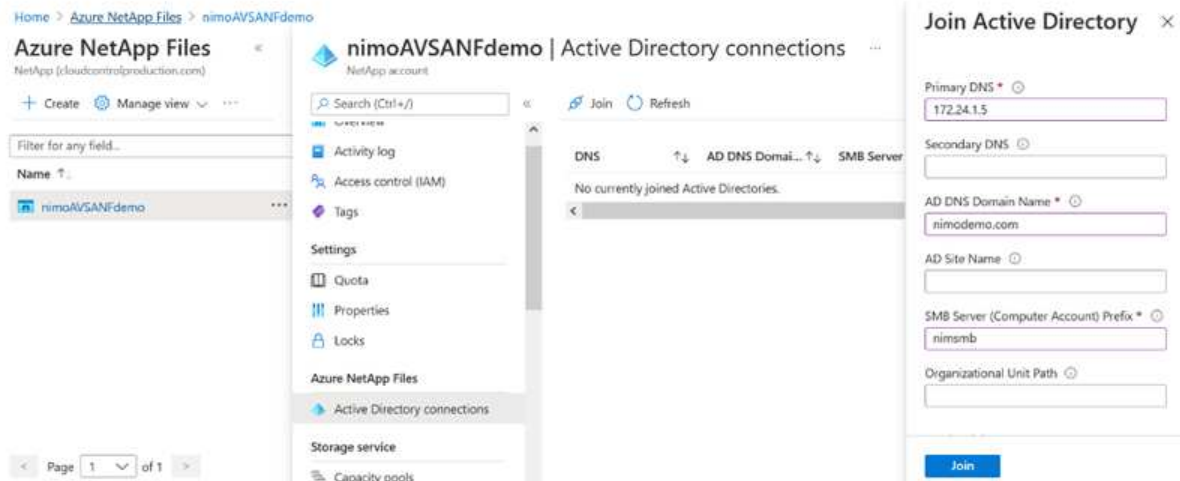 Home > Azure NetApp Files > nimoAVSANFdemo
Azure NetApp Files «
NetApp (cloudcontrolproduction.com)
+ Create Manage view ···
Filter for any field...
Name ↑
nimoAVSANFdemo ···
< Page 1 of 1 >
nimoAVSANFdemo | Active Directory connections ···
NetApp account
Search (Ctrl+/) «
Overview
Activity log
Access control (IAM)
Tags
Settings
Quota
Properties
Locks
Azure NetApp Files
Active Directory connections
Storage service
Capacity pools
Join Refresh
DNS ↑↓ AD DNS Domai... ↑↓ SMB Server
No currently joined Active Directories.
Join Active Directory ×
Primary DNS *
172.24.1.5
Secondary DNS
AD DNS Domain Name *
nimodemo.com
AD Site Name
SMB Server (Computer Account) Prefix *
nimsmb
Organizational Unit Path
Join